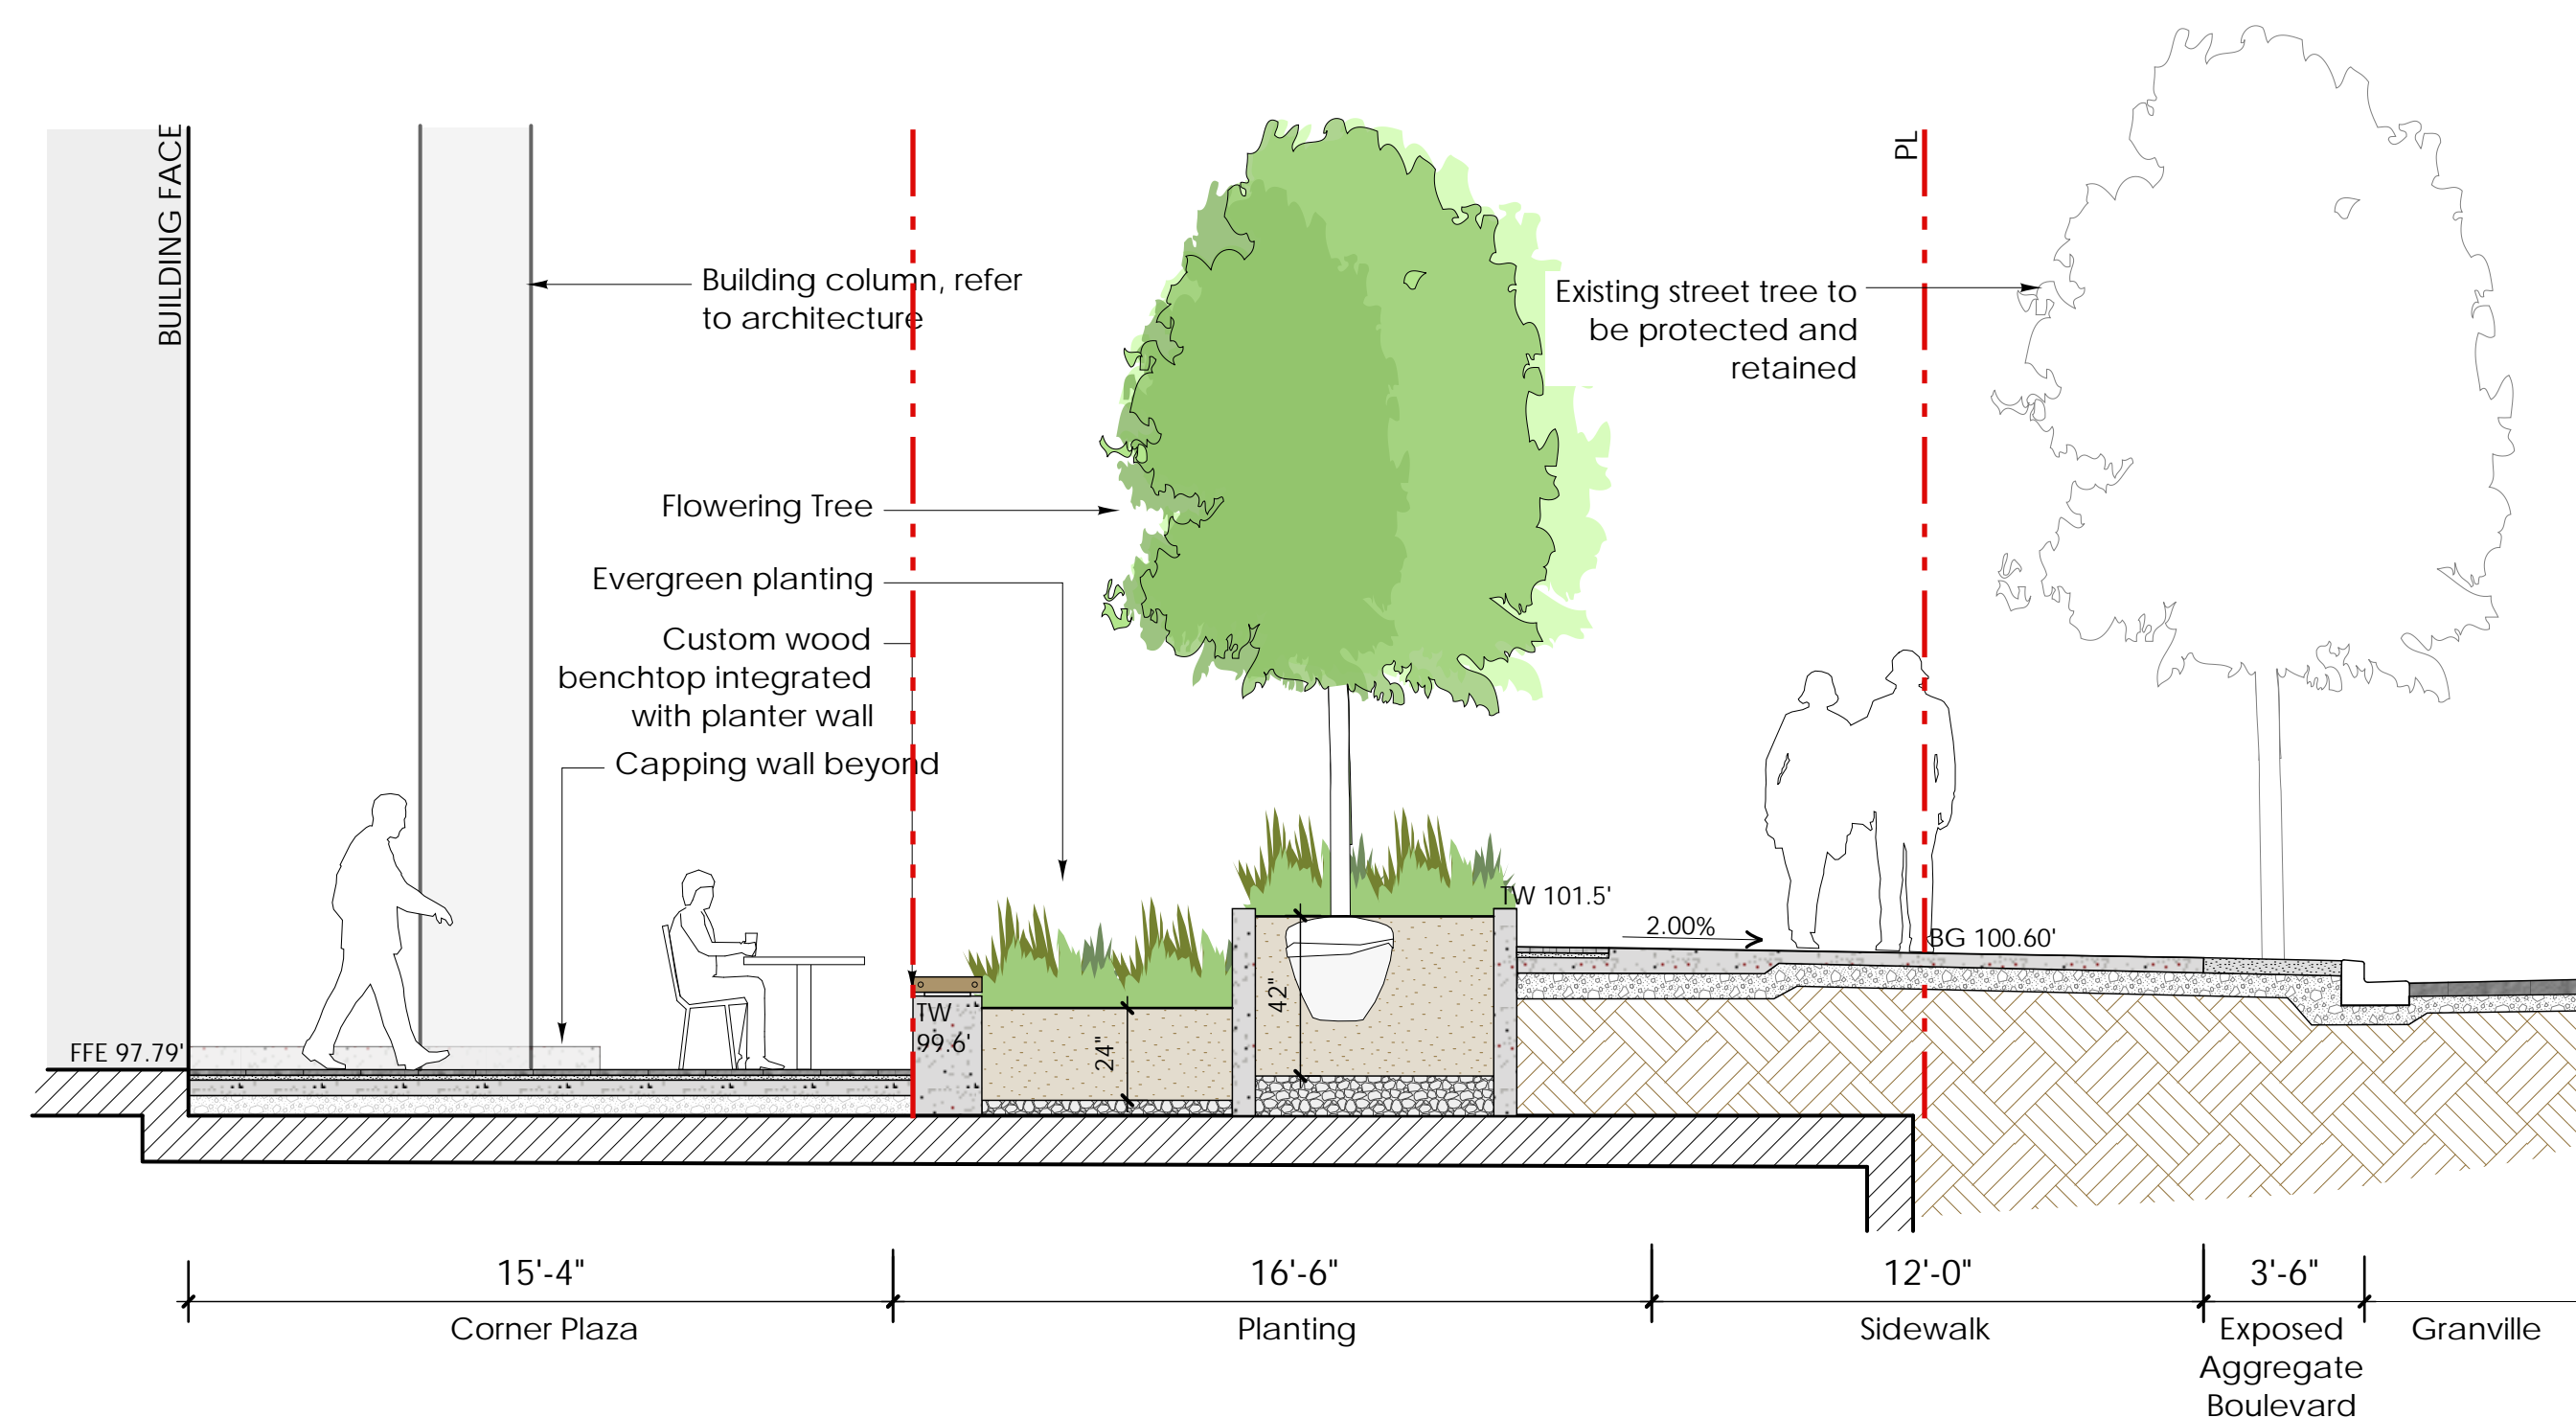 BUILDING FACE
PL
Building column, refer
to architecture
Existing street tree to
be protected and
retained
Flowering Tree
Evergreen planting
Custom wood
benchtop integrated
with planter wall
Capping wall beyond
TW 101.5'
2.00%
BG 100.60'
42"
TW
99.6'
24"
FFE 97.79'
15'-4"
16'-6"
12'-0"
3'-6"
Corner Plaza
Planting
Sidewalk
Exposed
Aggregate
Boulevard
Granville